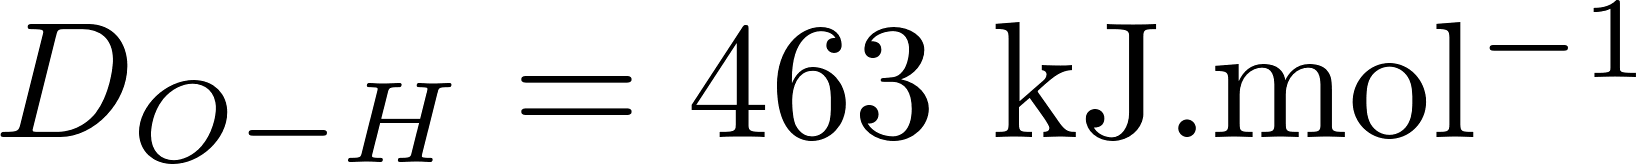 D_{O-H} = 463 kJ.mol^{-1}